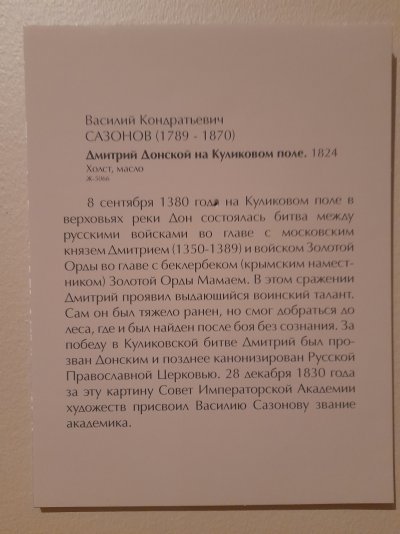 Василий Кондратьевич
САЗОНОВ (1789 - 1870)
Дмитрий Донской на Куликовом поле. 1824
Холст, масло
Ж-5066
8 сентября 1380 года на Куликовом поле в
верховьях реки Дон состоялась битва между
русскими войсками во главе с московским
князем Дмитрием (1350-1389) и войском Золотой
Орды во главе с беклербеком (крымским намест-
ником) Золотой Орды Мамаем. В этом сражении
Дмитрий проявил выдающийся воинский талант.
Сам он был тяжело ранен, но смог добраться до
леса, где и был найден после боя без сознания. За
победу в Куликовской битве Дмитрий был про-
зван Донским и позднее канонизирован Русской
Православной Церковью. 28 декабря 1830 года
за эту картину Совет Императорской Академии
художеств присвоил Василию Сазонову звание
академика.